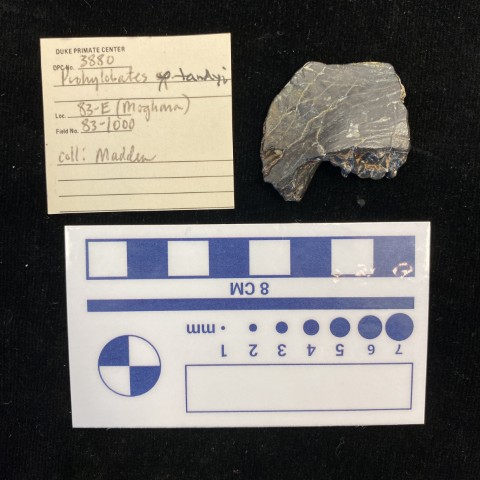 DUKE PRIMATE CENTER
DPC No. 3880
Prohylobates sp. tandyi
Loc. 83-E (Moghara)
Field No. 83-1000
coll: Madden
8 CM
mm
1 2 3 4 5 6 7